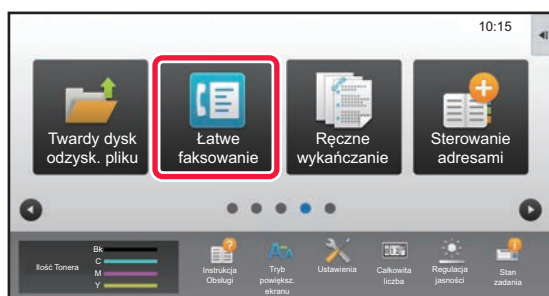 10:15
Twardy dysk
odzysk. pliku
Łatwe
faksowanie
Ręczne
wykańczanie
Sterowanie
adresami
Ilość Tonera
Bk
C
M
Y
Instrukcja
Obsługi
Tryb
powiększ.
ekranu
Ustawienia
Całkowita
liczba
Regulacja
jasności
Stan
zadania